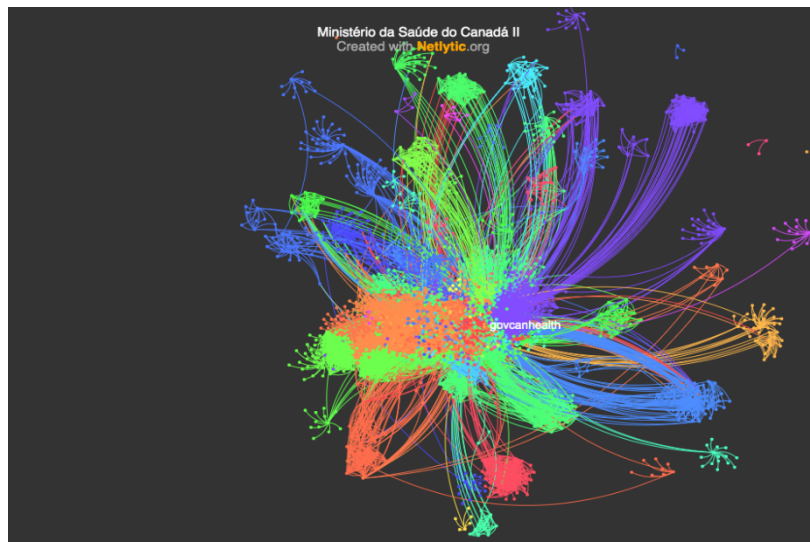 Ministério da Saúde do Canadá II
Created with Netlytic.org
govcanhealth